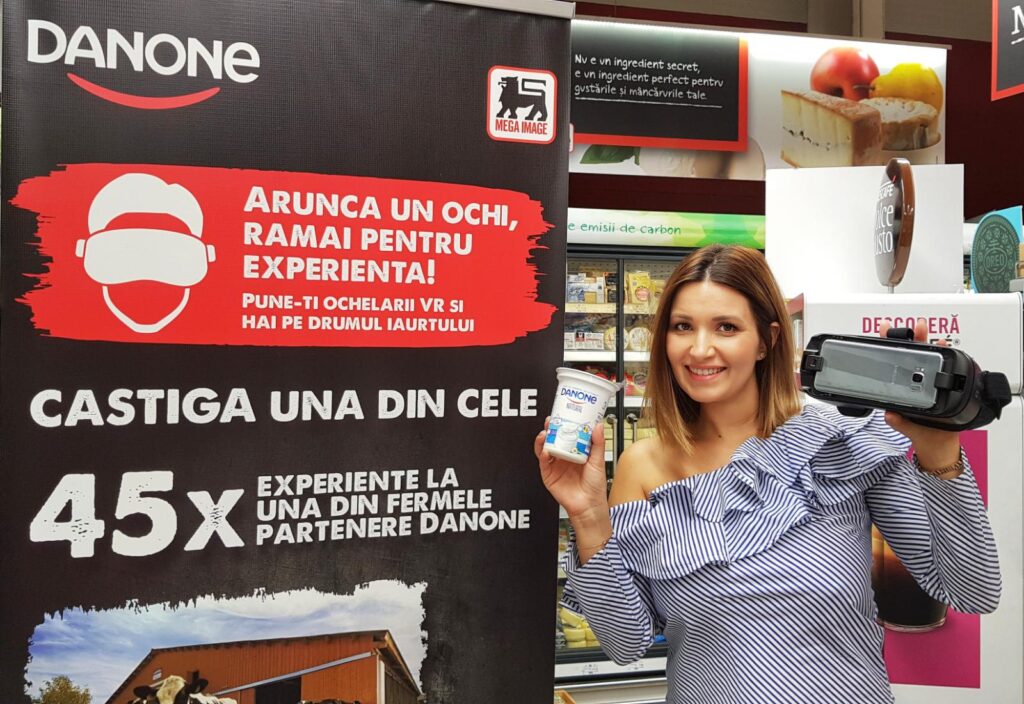 DANONE
MEGA IMAGE
ARUNCA UN OCHI,
RAMAI PENTRU
EXPERIENTA!
PUNE-TI OCHELARII VR SI
HAI PE DRUMUL IAURTULUI
CASTIGA UNA DIN CELE
45X
EXPERIENTE LA
UNA DIN FERMELE
PARTENERE DANONE
Nu e un ingredient secret,
e un ingredient perfect pentru
gustările și mâncărurile tale.
e emisii de carbon
DANONE
NATURAL
DESCOPERĂ
OREO